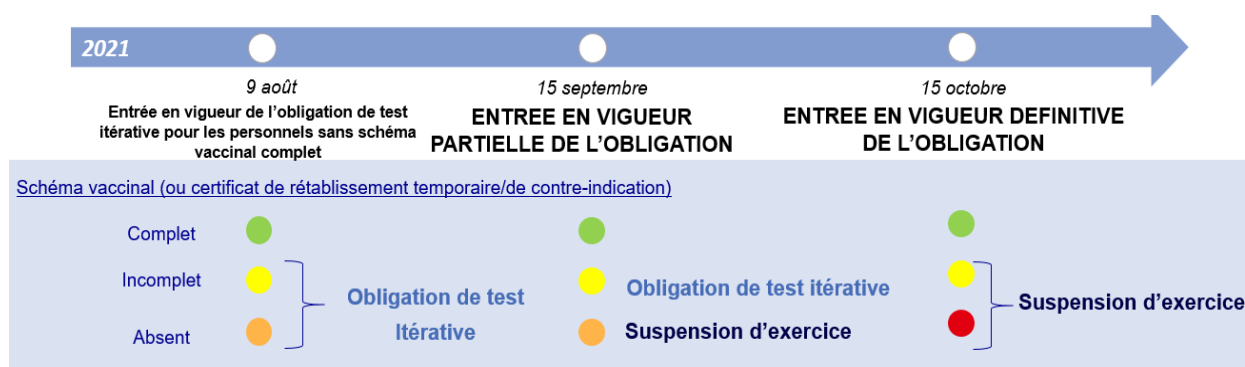 2021
9 août
Entrée en vigueur de l'obligation de test
itérative pour les personnels sans schéma
vaccinal complet
15 septembre
ENTREE EN VIGUEUR
PARTIELLE DE L'OBLIGATION
15 octobre
ENTREE EN VIGUEUR DEFINITIVE
DE L'OBLIGATION
Schéma vaccinal (ou certificat de rétablissement temporaire/de contre-indication)
Complet
Incomplet
Absent
Obligation de test
Itérative
Obligation de test itérative
Suspension d'exercice
Suspension d'exercice